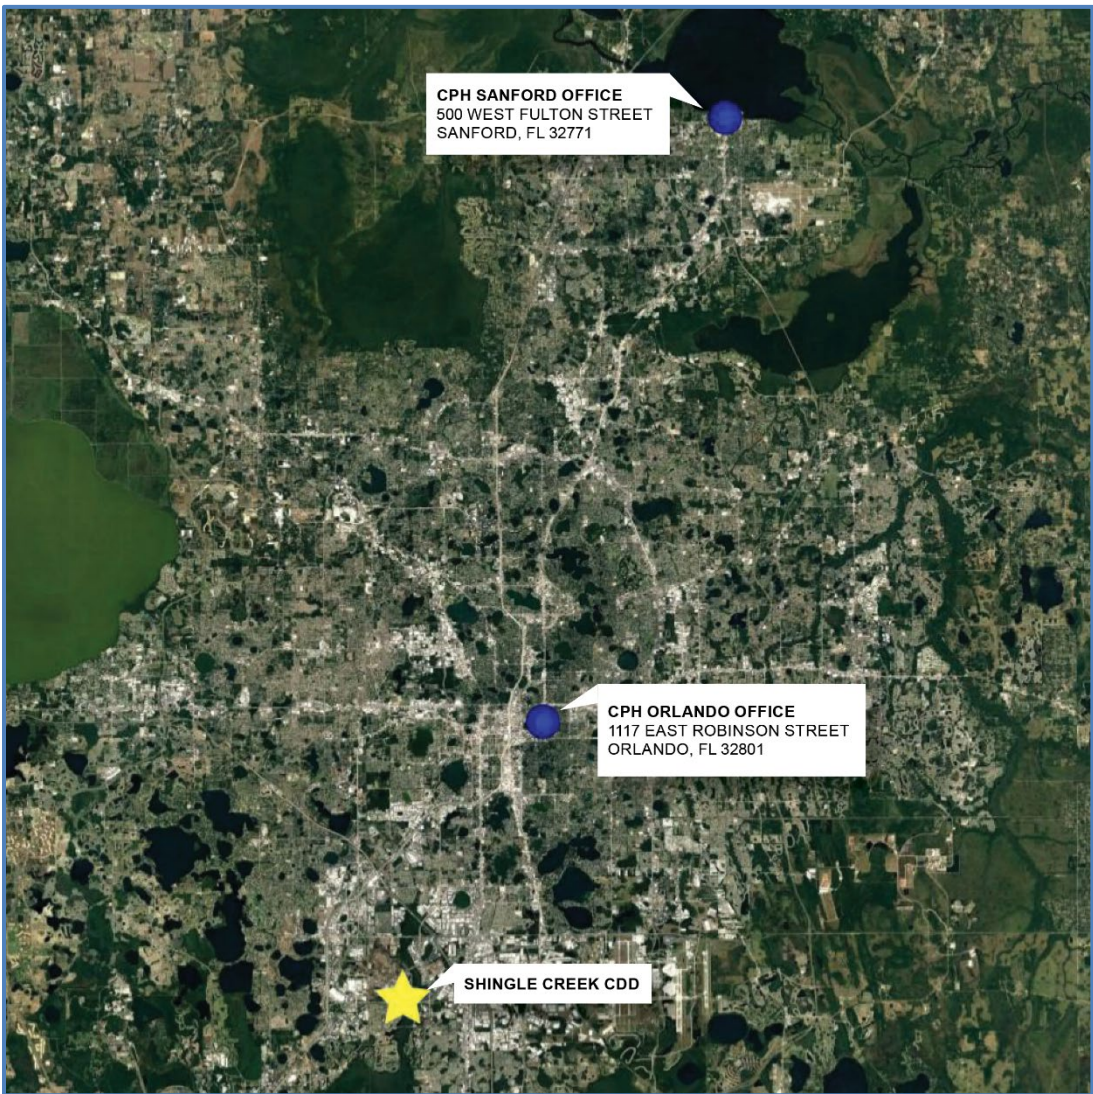 CPH SANFORD OFFICE
500 WEST FULTON STREET
SANFORD, FL 32771
CPH ORLANDO OFFICE
1117 EAST ROBINSON STREET
ORLANDO, FL 32801
SHINGLE CREEK CDD